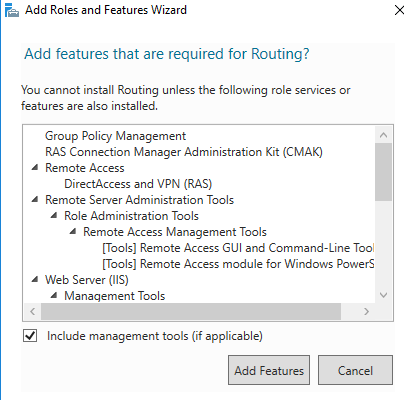 Add Roles and Features Wizard
Add features that are required for Routing?
You cannot install Routing unless the following role services or
features are also installed.
Group Policy Management
RAS Connection Manager Administration Kit (CMAK)
Remote Access
DirectAccess and VPN (RAS)
Remote Server Administration Tools
Role Administration Tools
Remote Access Management Tools
[Tools] Remote Access GUI and Command-Line Tool
[Tools] Remote Access module for Windows PowerS
Web Server (IIS)
Management Tools
Include management tools (if applicable)
Add Features
Cancel